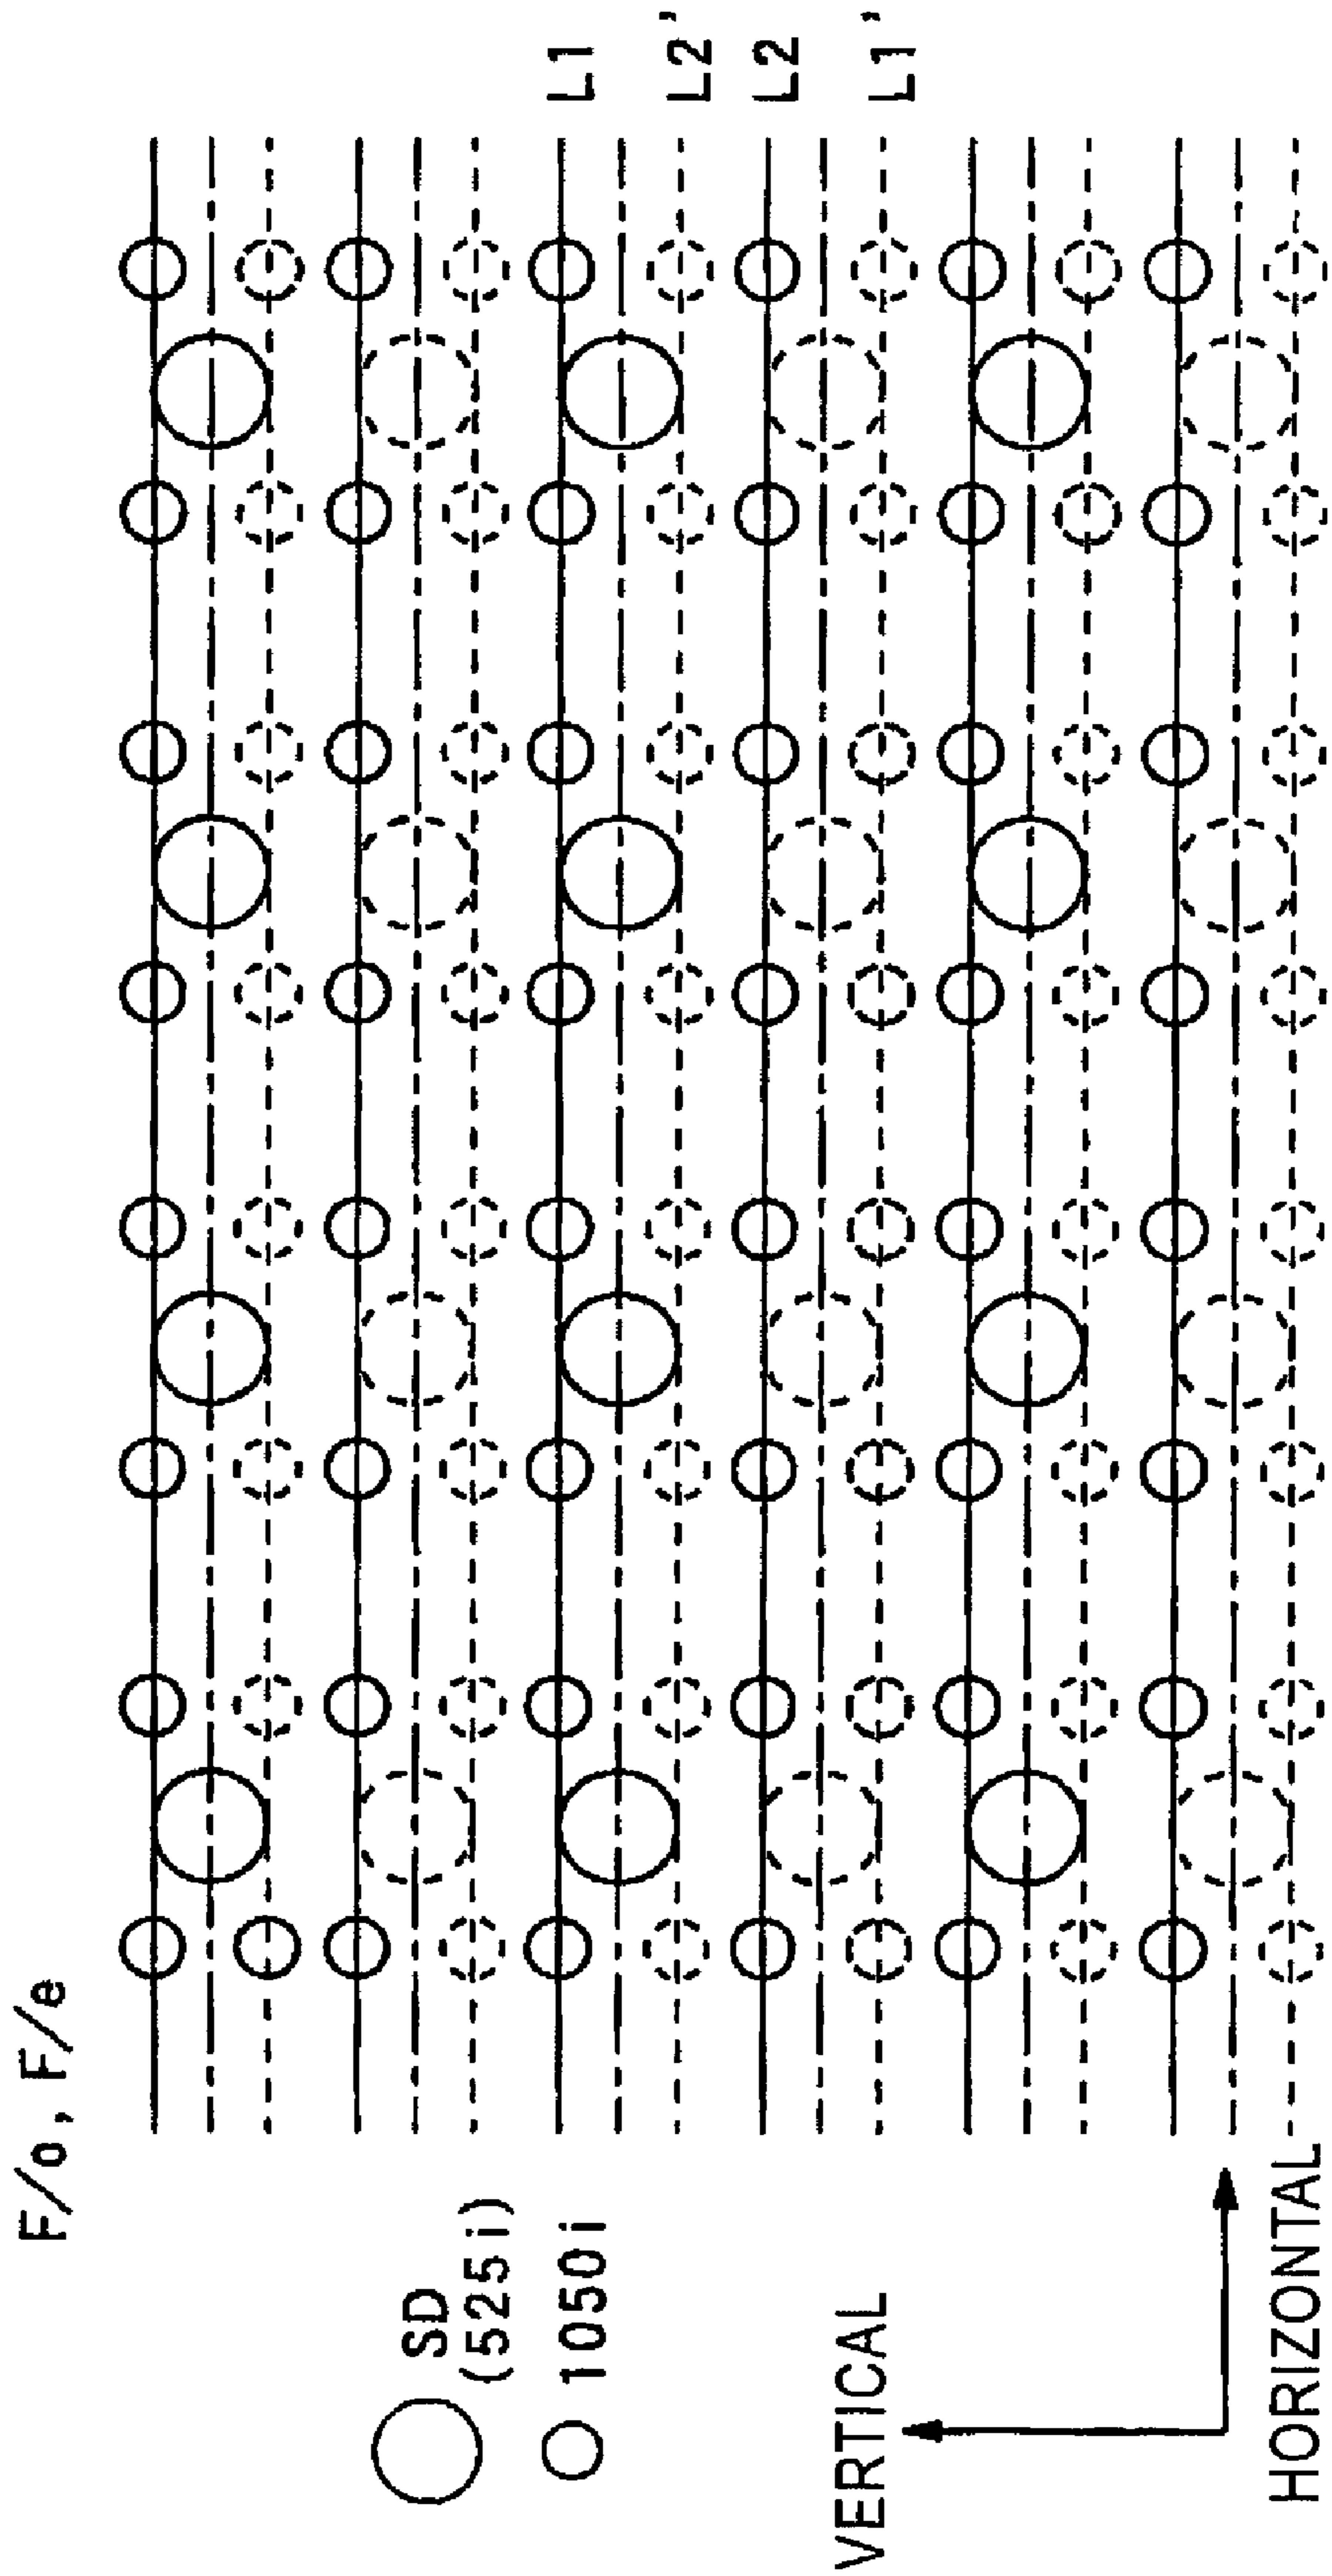 F/o, F/e
SD
(525i)
1050i
VERTICAL
HORIZONTAL
L1
L2'
L2
L1'